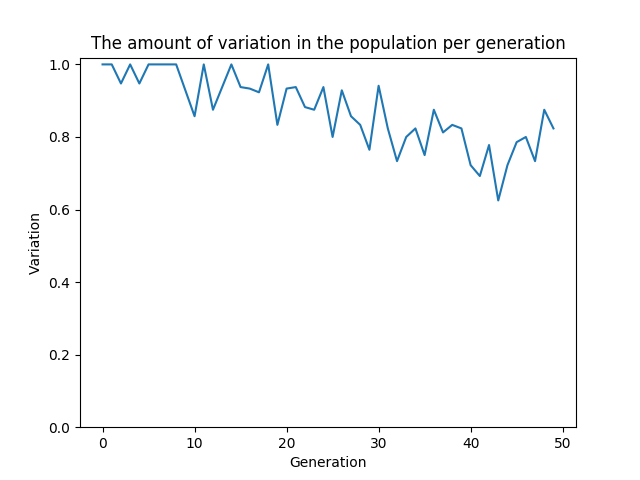 The amount of variation in the population per generation
1.0
0.8
0.6
0.4
0.2
0.0
Variation
0 10 20 30 40 50
Generation